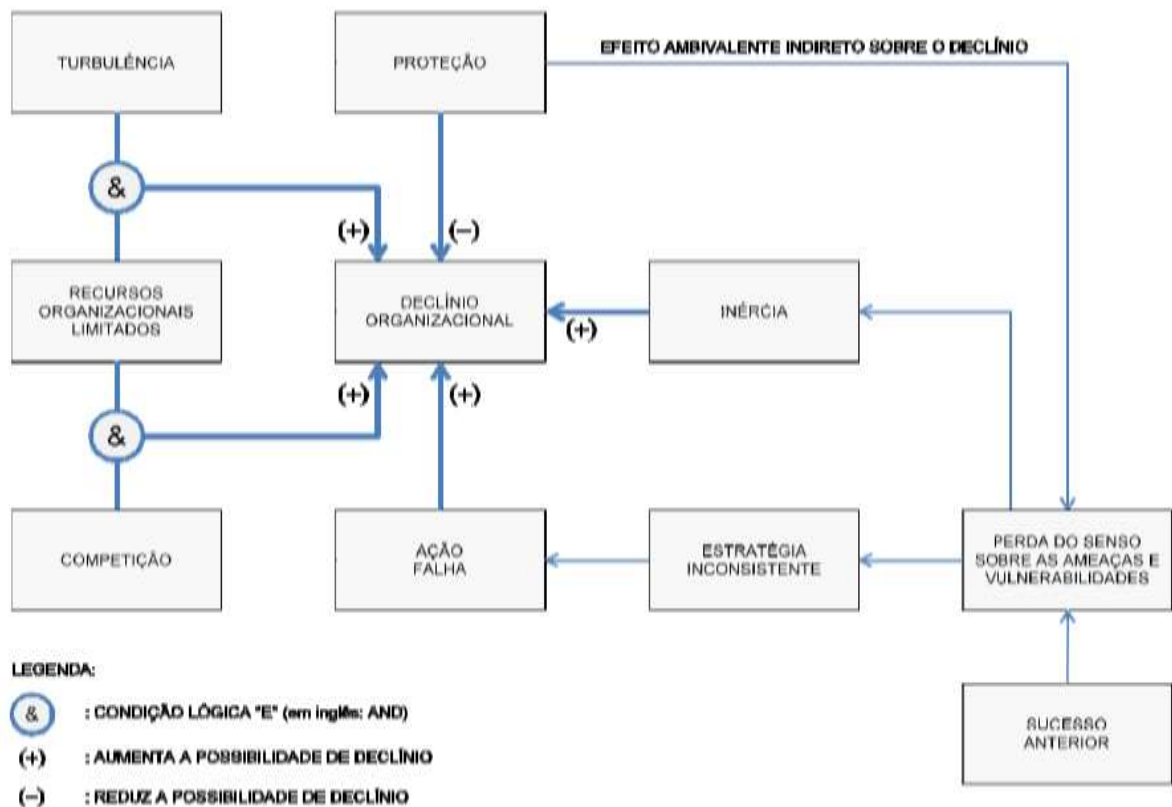 TURBULÊNCIA
PROTEÇÃO
EFEITO AMBIVALENTE INDIRETO SOBRE O DECLÍNIO
&
(+)
(−)
RECURSOS
ORGANIZACIONAIS
LIMITADOS
DECLÍNIO
ORGANIZACIONAL
(+)
INÉRCIA
(+)
(+)
&
COMPETIÇÃO
AÇÃO
FALHA
ESTRATÉGIA
INCONSISTENTE
PERDA DO SENSO
SOBRE AS AMEAÇAS E
VULNERABILIDADES
SUCESSO
ANTERIOR
LEGENDA:
& : CONDIÇÃO LÓGICA "E" (em inglês: AND)
(+) : AUMENTA A POSSIBILIDADE DE DECLÍNIO
(−) : REDUZ A POSSIBILIDADE DE DECLÍNIO